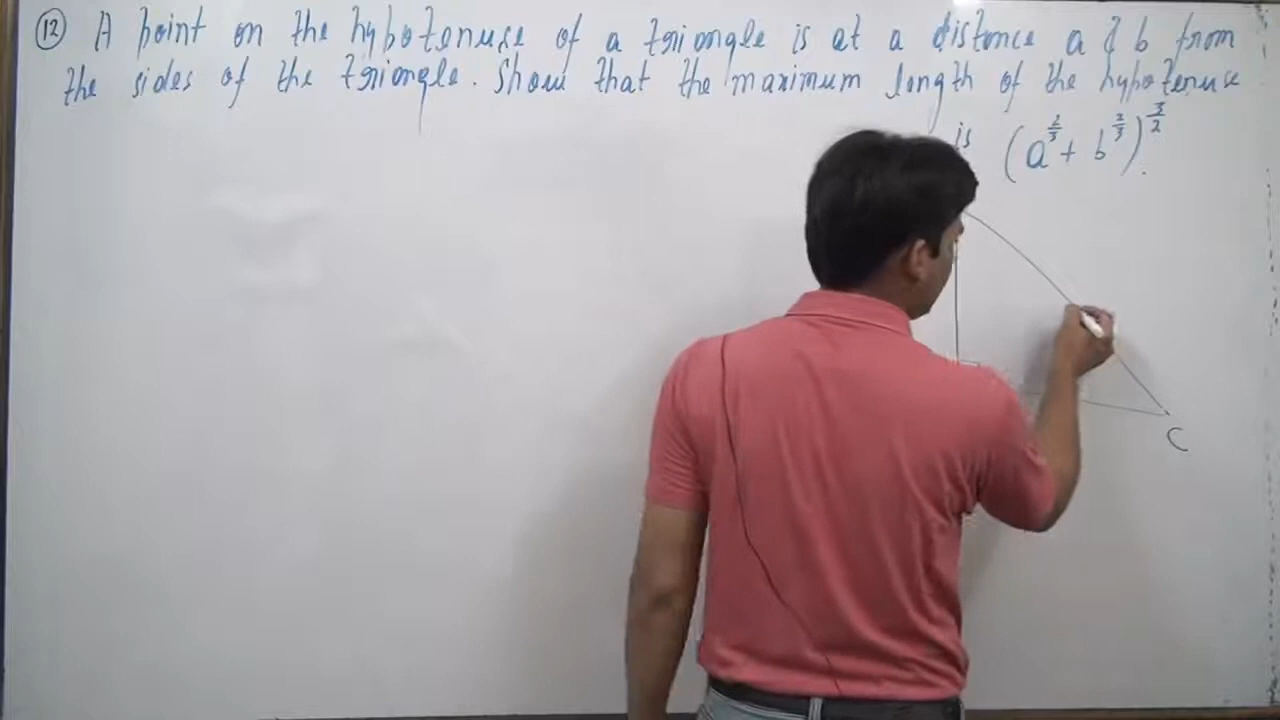 12 A point on the hypotenuse of a triangle is at a distance a & b from
the sides of the triangle. Show that the maximum length of the hypotenuse
is (a^{2/3} + b^{2/3})^{3/2}.
C